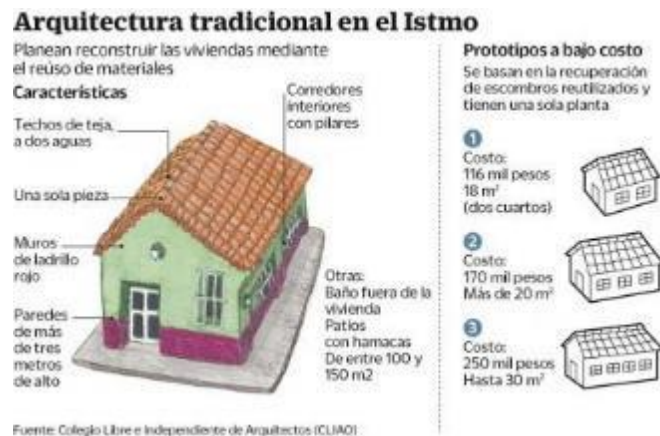 Arquitectura tradicional en el Istmo
Planean reconstruir las viviendas mediante
el reúso de materiales
Características
Techos de teja,
a dos aguas
Una sola pieza
Muros
de ladrillo
rojo
Paredes
de más
de tres
metros
de alto
Corredores
interiores
con pilares
Otras:
Baño fuera de la
vivienda
Patios
con hamacas
De entre 100 y
150 m2
Prototipos a bajo costo
Se basan en la recuperación
de escombros reutilizados y
tienen una sola planta
1
Costo:
116 mil pesos
18 m²
(dos cuartos)
2
Costo:
170 mil pesos
Más de 20 m²
3
Costo:
250 mil pesos
Hasta 30 m²
Fuente: Colegio Libre e Independiente de Arquitectos (CLIAO)